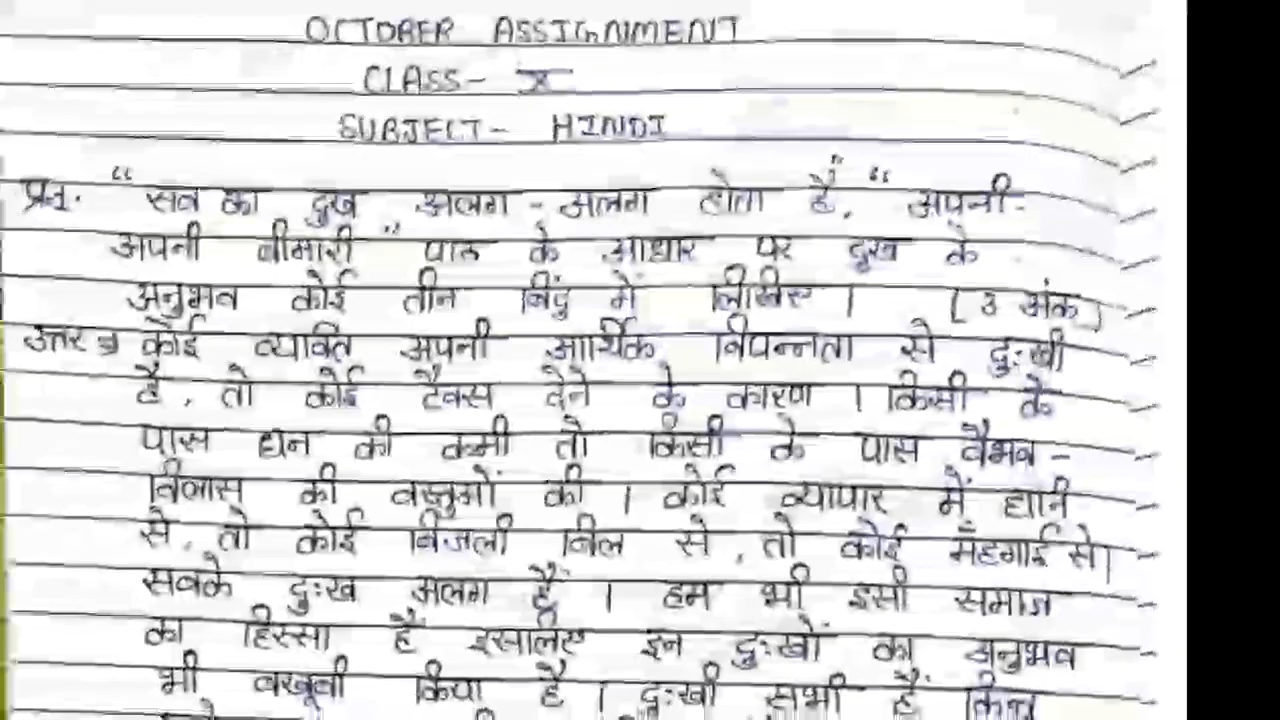 OCTOBER ASSIGNMENT
CLASS- X
SUBJECT- HINDI
प्र.1. “सब का दुख अलग-अलग होता है,“ “अपनी-
अपनी बीमारी” पाठ के आधार पर दुख के
अनुभव कोई तीन बिंदु में लिखिए। [3 अंक]
उत्तर कोई व्यक्ति अपनी आर्थिक विपन्नता से दुःखी
है, तो कोई टैक्स देने के कारण। किसी के
पास धन की कमी तो किसी के पास वैभव-
विलास की वस्तुओं की। कोई व्यापार में हानि
से, तो कोई बिजली बिल से, तो कोई मँहगाई से।
सबके दुःख अलग हैं। हम भी इसी समाज
का हिस्सा हैं इसलिए इन दुःखों का अनुभव
भी बखूबी किया है। दुःखी सभी हैं